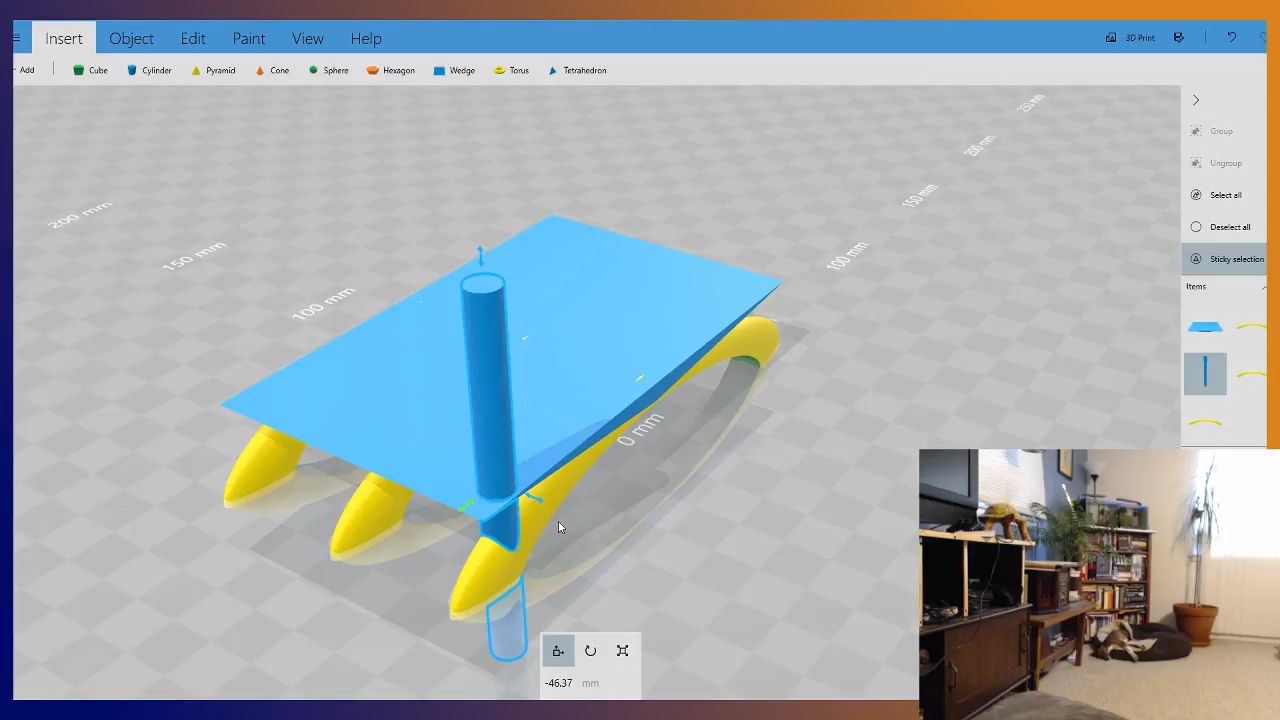 Insert Object Edit Paint View Help
3D Print
Add Cube Cylinder Pyramid Cone Sphere Hexagon Wedge Torus Tetrahedron
250 mm
200 mm
150 mm
100 mm
200 mm
150 mm
100 mm
0 mm
Group
Ungroup
Select all
Deselect all
Sticky selection
Items
-46.37 mm